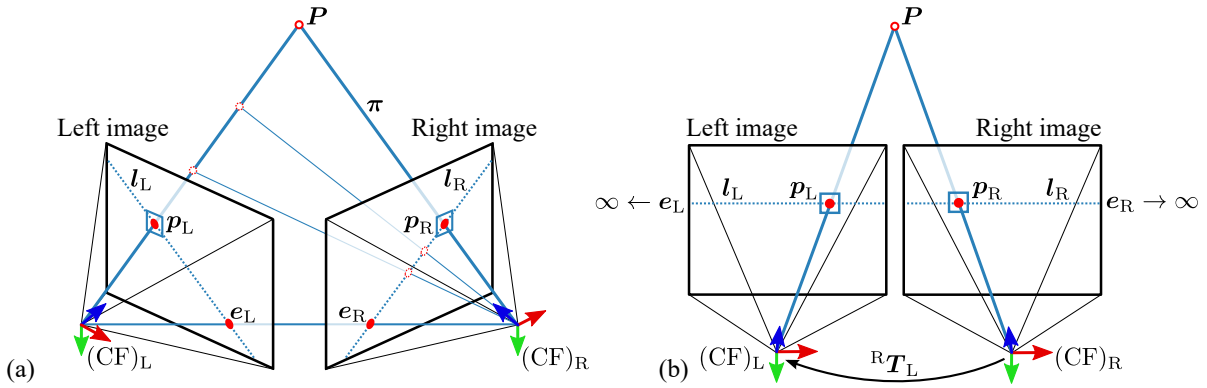 P
π
Left image
Right image
l_L
l_R
p_L
p_R
e_L
e_R
(CF)_L
(CF)_R
(a)
P
Left image
Right image
l_L
p_L
p_R
l_R
∞ ← e_L
e_R → ∞
(CF)_L
^R T_L
(CF)_R
(b)